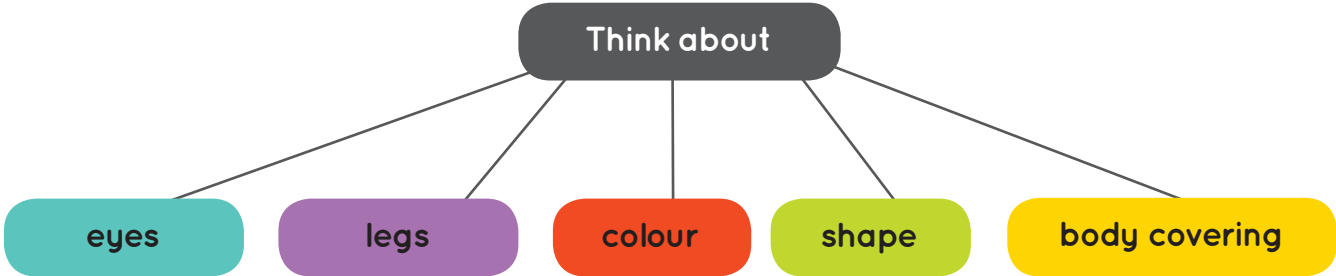 Think about
eyes
legs
colour
shape
body covering